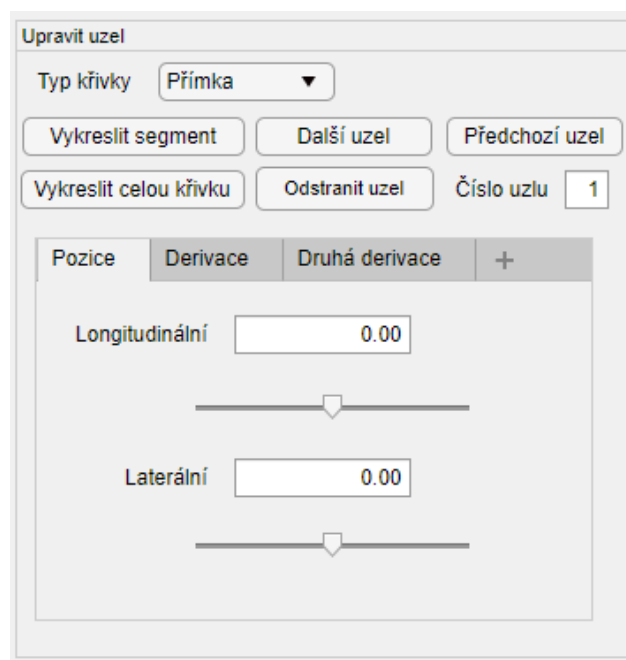 Upravit uzel
Typ křivky Přímka
Vykreslit segment Další uzel Předchozí uzel
Vykreslit celou křivku Odstranit uzel Číslo uzlu 1
Pozice Derivace Druhá derivace +
Longitudinální 0.00
Laterální 0.00